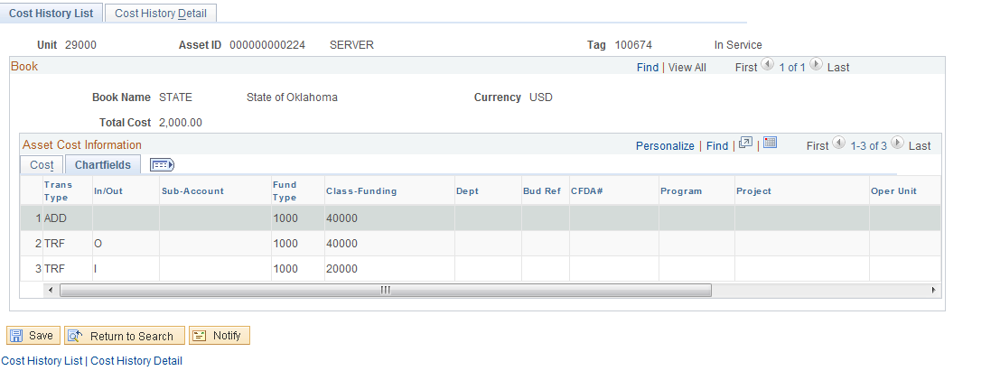 Cost History List Cost History Detail
Unit 29000 Asset ID 000000000224 SERVER Tag 100674 In Service
Book Find | View All First 1 of 1 Last
Book Name STATE State of Oklahoma Currency USD
Total Cost 2,000.00
Asset Cost Information Personalize | Find | | First 1-3 of 3 Last
Cost Chartfields
Trans Type In/Out Sub-Account Fund Type Class-Funding Dept Bud Ref CFDA# Program Project Oper Unit
1 ADD 1000 40000
2 TRF O 1000 40000
3 TRF I 1000 20000
Save Return to Search Notify
Cost History List | Cost History Detail